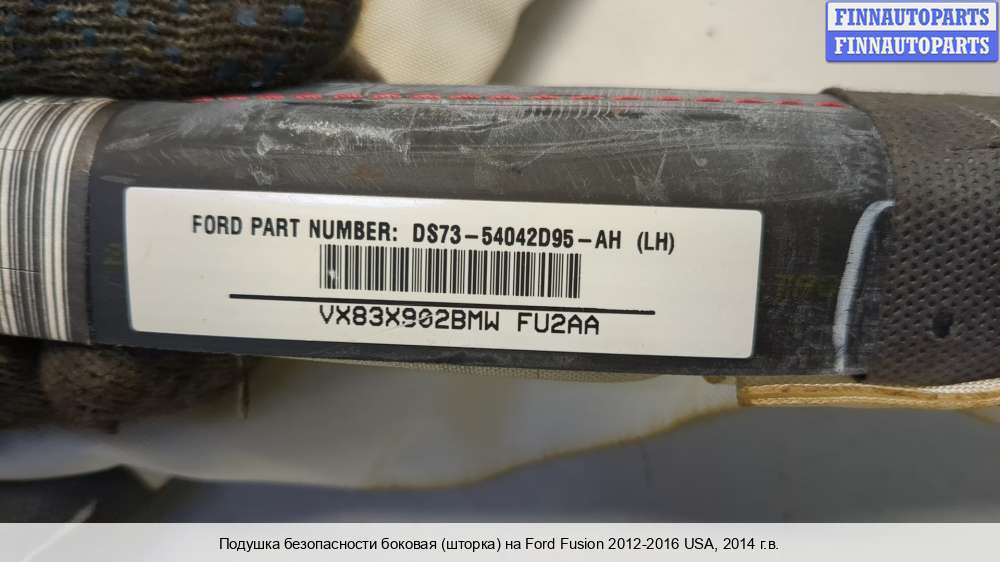 FINNAUTOPARTS
FINNAUTOPARTS
FORD PART NUMBER: DS73-54042D95-AH (LH)
VX83X902BMW FU2AA
Подушка безопасности боковая (шторка) на Ford Fusion 2012-2016 USA, 2014 г.в.